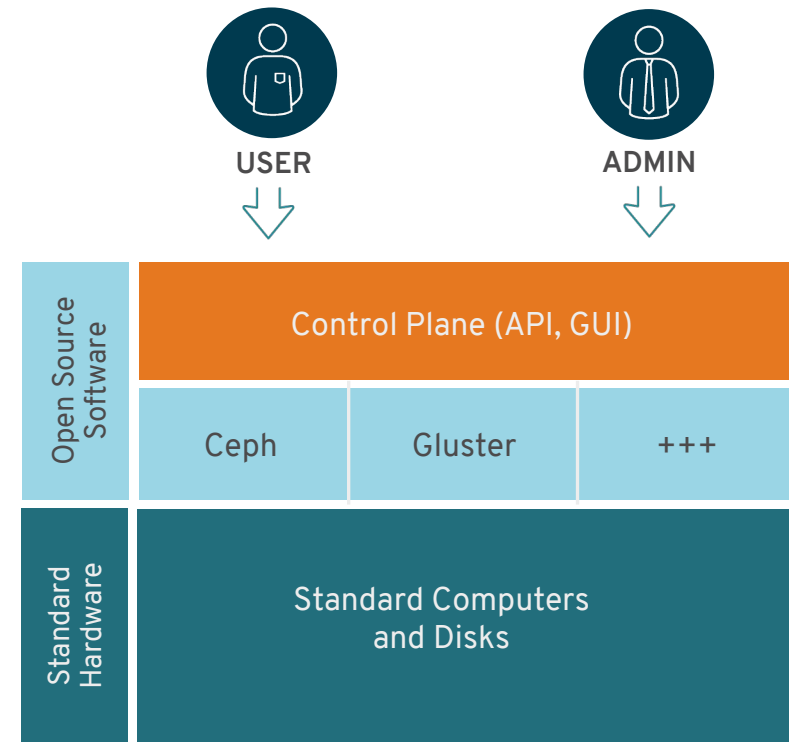 USER
ADMIN
Open Source
Software
Control Plane (API, GUI)
Ceph
Gluster
+++
Standard
Hardware
Standard Computers
and Disks